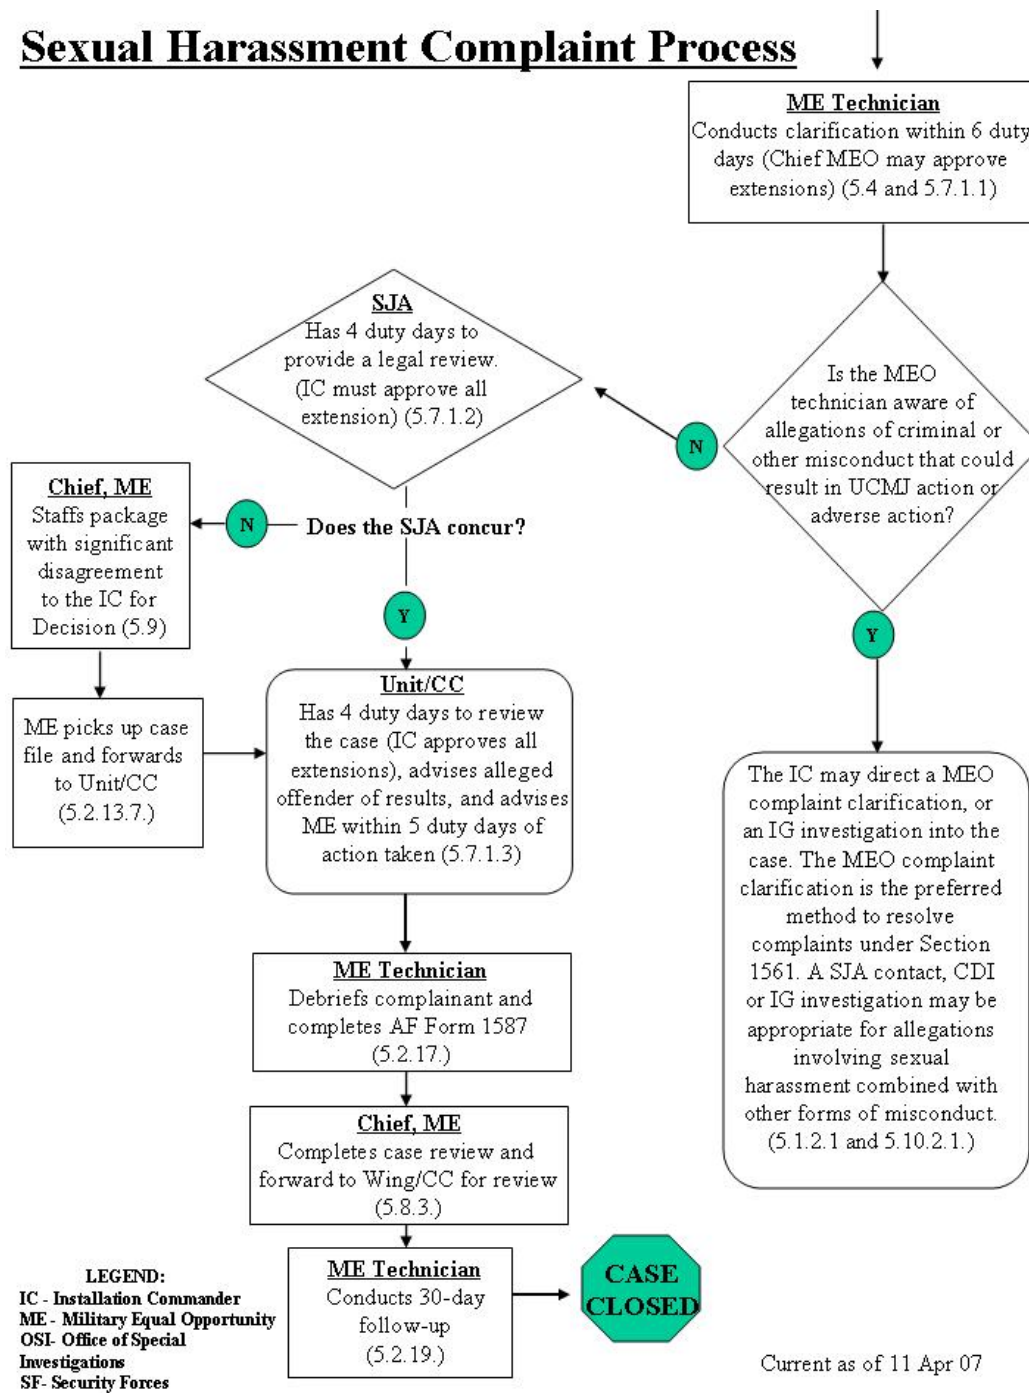 Sexual Harassment Complaint Process
ME Technician
Conducts clarification within 6 duty
days (Chief MEO may approve
extensions) (5.4 and 5.7.1.1)
SJA
Has 4 duty days to
provide a legal review.
(IC must approve all
extension) (5.7.1.2)
Is the MEO
technician aware of
allegations of criminal or
other misconduct that could
result in UCMJ action or
adverse action?
N
Chief, ME
Staffs package
with significant
disagreement
to the IC for
Decision (5.9)
N
Does the SJA concur?
Y
Y
ME picks up case
file and forwards
to Unit/CC
(5.2.13.7.)
Unit/CC
Has 4 duty days to review
the case (IC approves all
extensions), advises alleged
offender of results, and advises
ME within 5 duty days of
action taken (5.7.1.3)
The IC may direct a MEO
complaint clarification, or
an IG investigation into the
case. The MEO complaint
clarification is the preferred
method to resolve
complaints under Section
1561. A SJA contact, CDI
or IG investigation may be
appropriate for allegations
involving sexual
harassment combined with
other forms of misconduct.
(5.1.2.1 and 5.10.2.1.)
ME Technician
Debriefs complainant and
completes AF Form 1587
(5.2.17.)
Chief, ME
Completes case review and
forward to Wing/CC for review
(5.8.3.)
ME Technician
Conducts 30-day
follow-up
(5.2.19.)
CASE
CLOSED
LEGEND:
IC - Installation Commander
ME - Military Equal Opportunity
OSI- Office of Special
Investigations
SF- Security Forces
Current as of 11 Apr 07